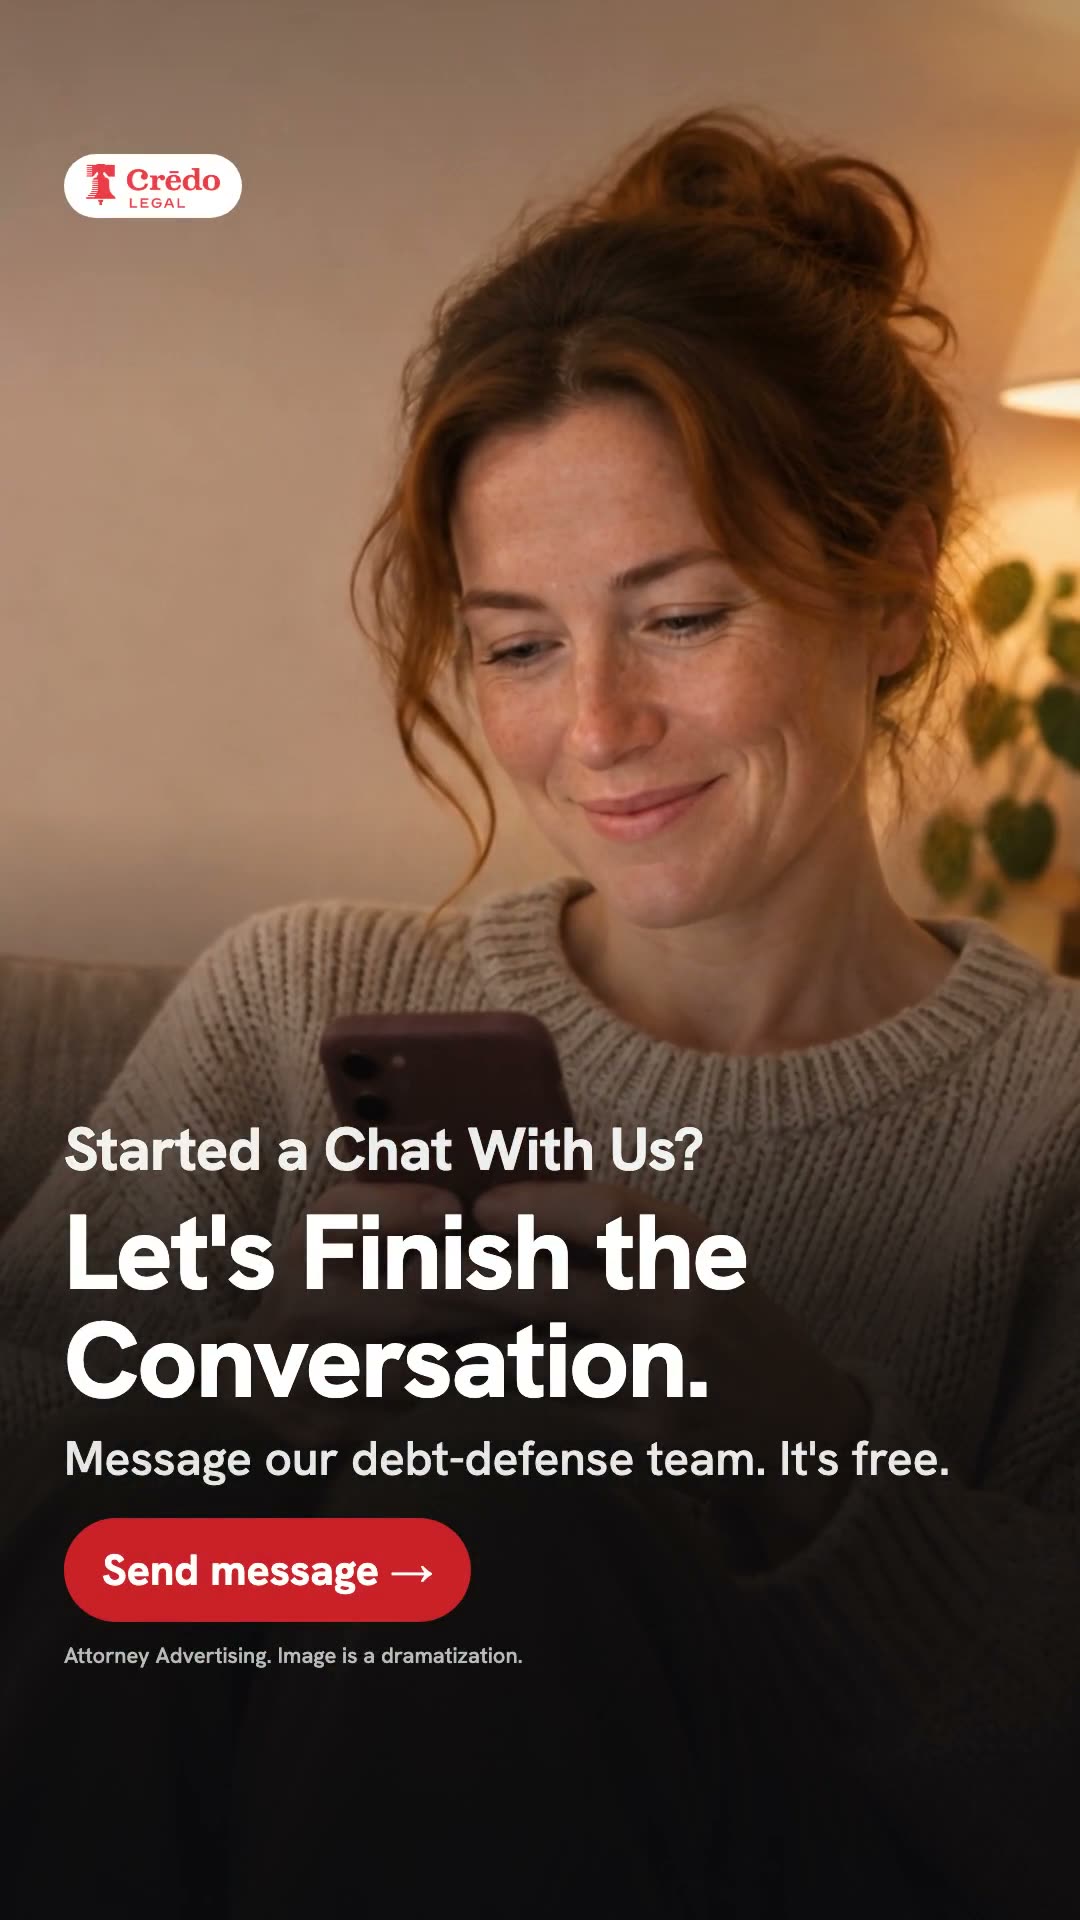 Crēdo
LEGAL
Started a Chat With Us?
Let's Finish the
Conversation.
Message our debt-defense team. It's free.
Send message →
Attorney Advertising. Image is a dramatization.